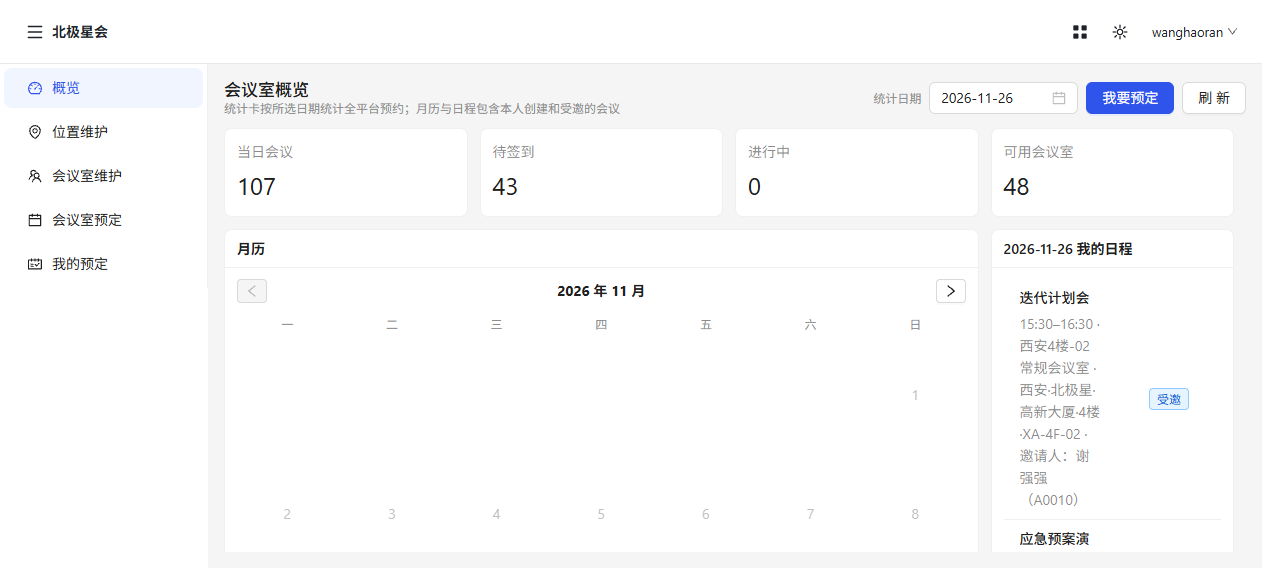 北极星会
wanghaoran
概览
位置维护
会议室维护
会议室预定
我的预定
会议室概览
统计卡按所选日期统计全平台预约；月历与日程包含本人创建和受邀的会议
统计日期
2026-11-26
我要预定
刷 新
当日会议
107
待签到
43
进行中
0
可用会议室
48
月历
2026 年 11 月
一 二 三 四 五 六 日
1
2 3 4 5 6 7 8
2026-11-26 我的日程
迭代计划会
15:30–16:30 ·
西安4楼-02
常规会议室 ·
西安·北极星·
高新大厦·4楼
·XA-4F-02 ·
邀请人：谢
强强
（A0010）
受邀
应急预案演